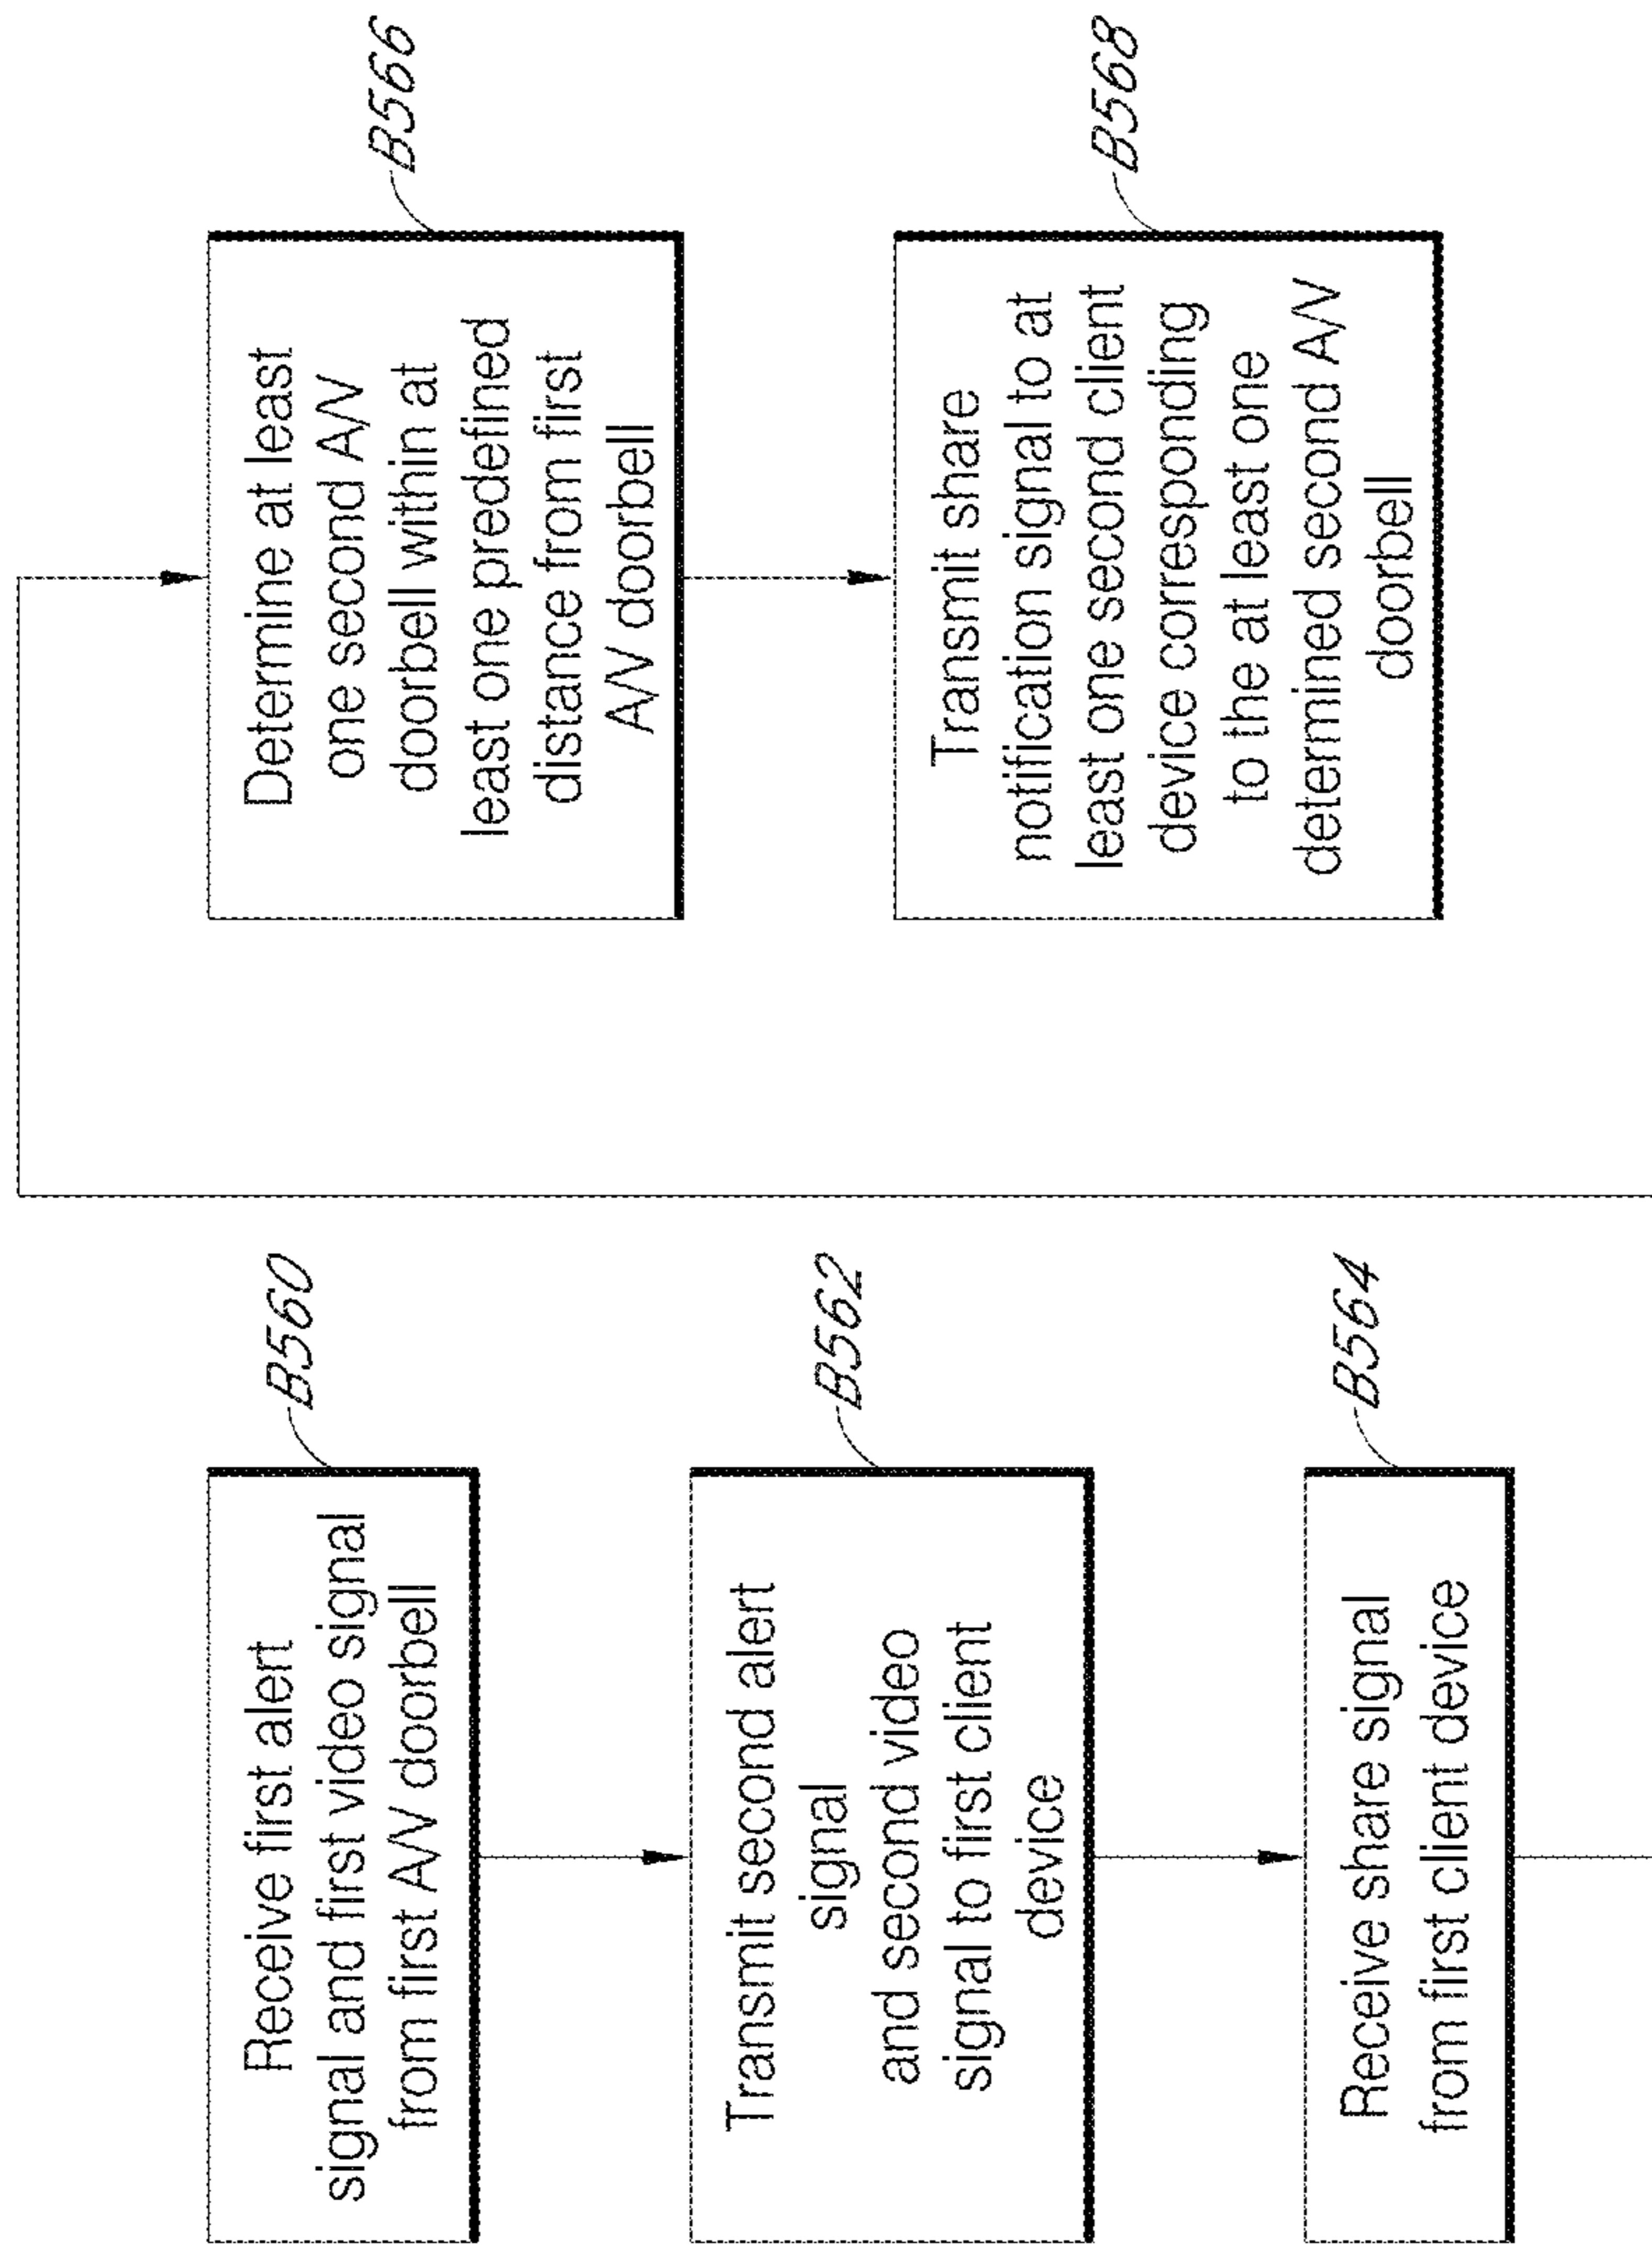 Receive first alert
signal and first video signal
from first A/V doorbell
B560
Transmit second alert
signal
and second video
signal to first client
device
B562
Receive share signal
from first client device
B564
Determine at least
one second A/V
doorbell within at
least one predefined
distance from first
A/V doorbell
B566
Transmit share
notification signal to at
least one second client
device corresponding
to the at least one
determined second A/V
doorbell
B568